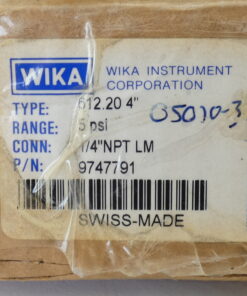 WIKA
WIKA INSTRUMENT
CORPORATION
TYPE: 612.20 4"
05010-3
RANGE: 5 psi
CONN: 1/4"NPT LM
P/N: 9747791
SWISS-MADE